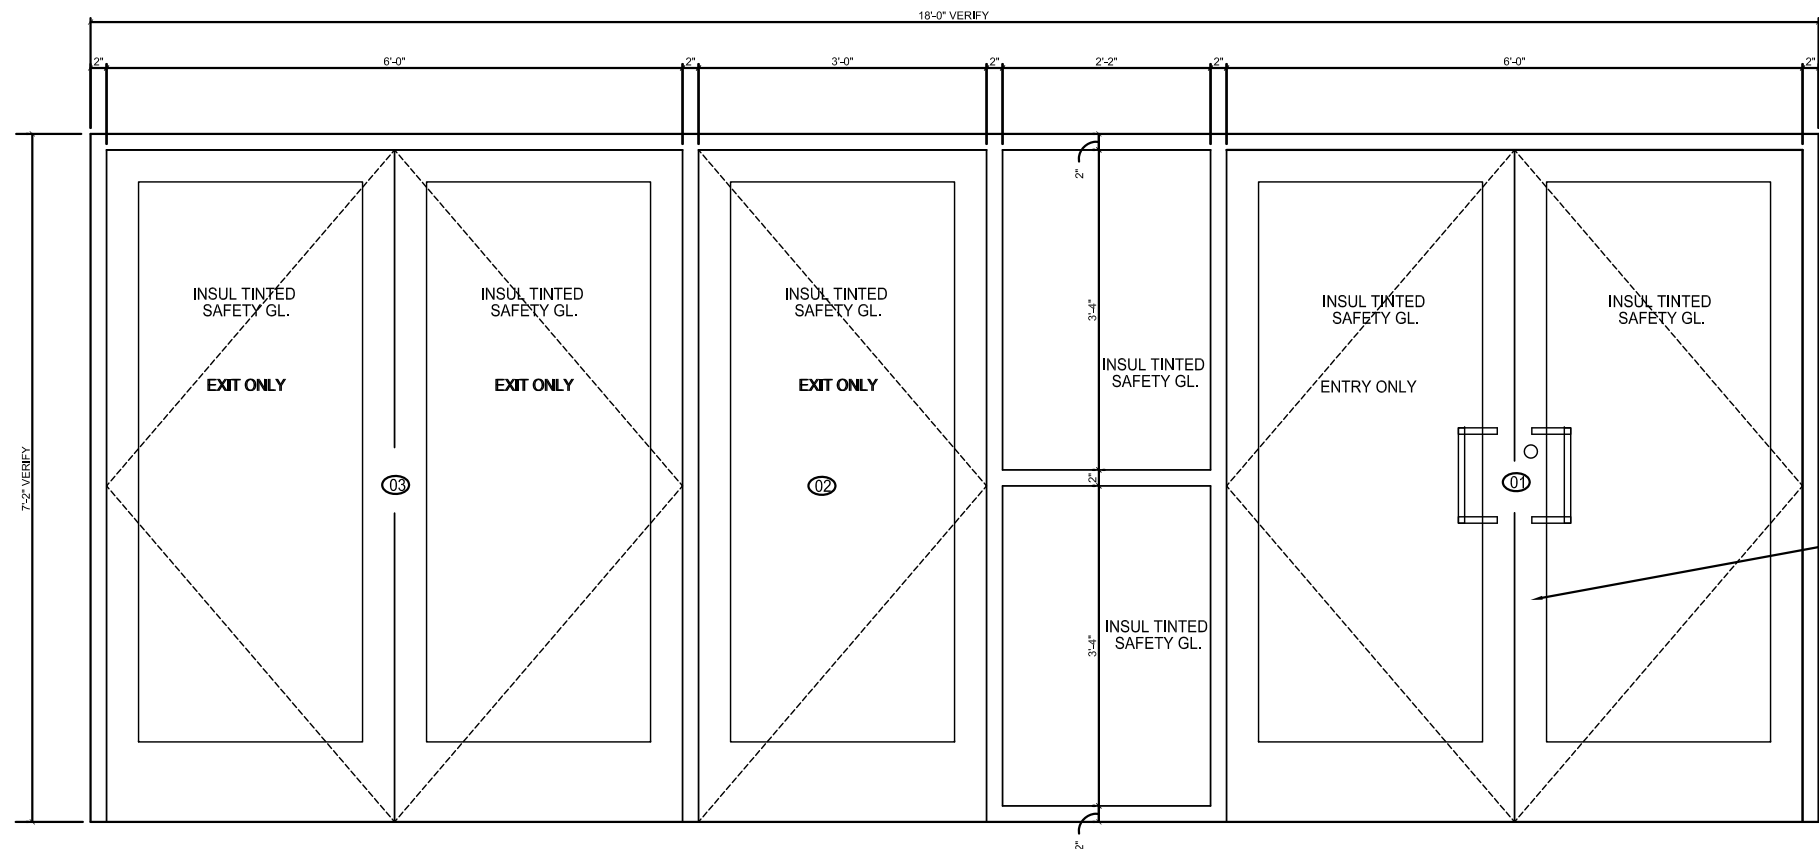 18'-0" VERIFY
2" 6'-0" 2" 3'-0" 2" 2'-2" 2" 6'-0" 2"
7'-2" VERIFY
2"
INSUL TINTED
SAFETY GL.
EXIT ONLY
INSUL TINTED
SAFETY GL.
EXIT ONLY
03
INSUL TINTED
SAFETY GL.
EXIT ONLY
02
3'-4"
INSUL TINTED
SAFETY GL.
2"
3'-4"
INSUL TINTED
SAFETY GL.
2"
INSUL TINTED
SAFETY GL.
ENTRY ONLY
01
INSUL TINTED
SAFETY GL.